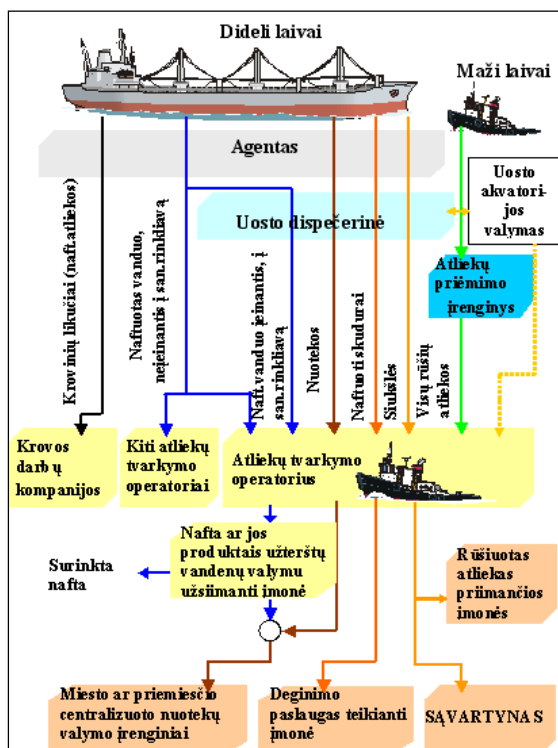 Dideli laivai
Maži laivai
Agentas
Uosto
akvatori-
jos
valymas
Uosto dispečerinė
Atliekų
priėmimo
įrenginys
Krovinių likučiai (naft.atliekos)
Naftuotas vanduo,
neįeinantis į san.rinkliavą
Naft.vanduo įeinantis, į
san.rinkliavą
Nuotekos
Naftuoti skudurai
Šiukšlės
Visų rūšių
atliekos
Krovos
darbų
kompanijos
Kiti atliekų
tvarkymo
operatoriai
Atliekų tvarkymo
operatorius
Nafta ar jos
produktais užterštų
vandenų valymu
užsiimanti įmonė
Surinkta
nafta
Rūšiuotas
atliekas
priimančios
įmonės
Miesto ar priemiesčio
centralizuoto nuotekų
valymo įrenginiai
Deginimo
paslaugas teikianti
įmonė
SĄVARTYNAS